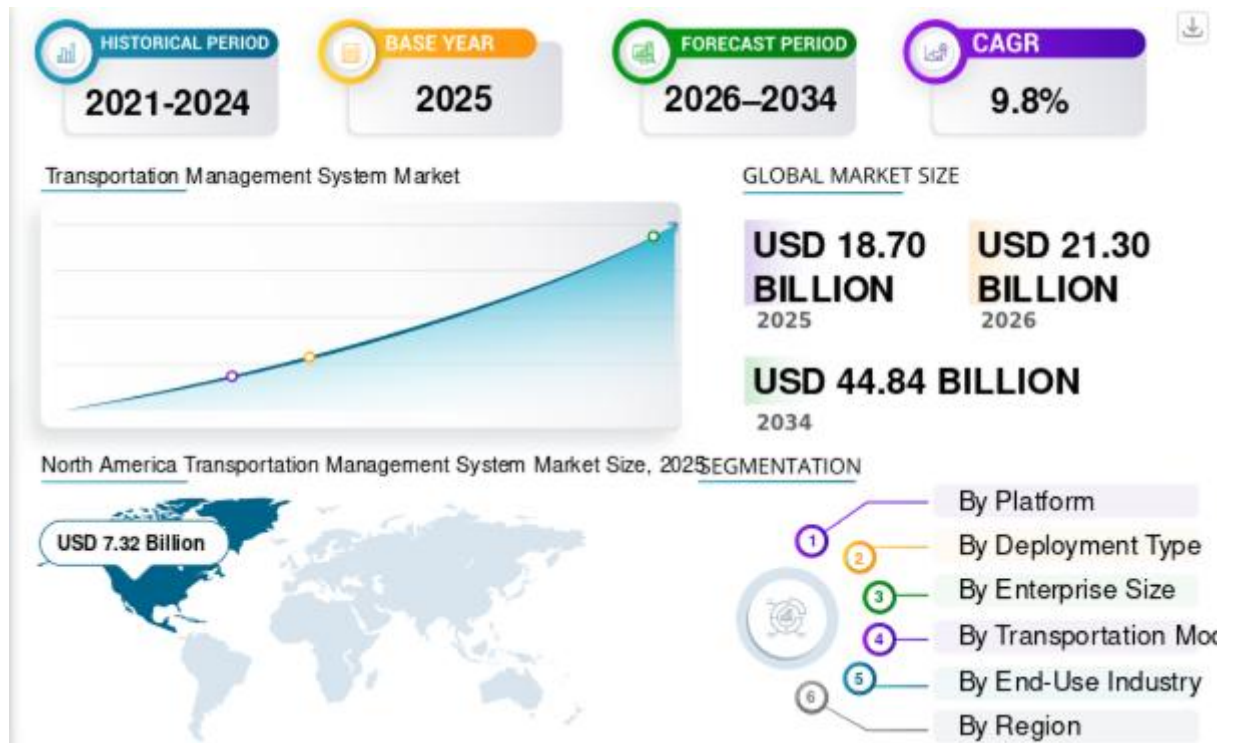 HISTORICAL PERIOD
2021-2024
BASE YEAR
2025
FORECAST PERIOD
2026–2034
CAGR
9.8%
Transportation Management System Market
GLOBAL MARKET SIZE
USD 18.70
BILLION
2025
USD 21.30
BILLION
2026
USD 44.84 BILLION
2034
North America Transportation Management System Market Size, 2025
USD 7.32 Billion
SEGMENTATION
1
By Platform
2
By Deployment Type
3
By Enterprise Size
4
By Transportation Mod
5
By End-Use Industry
6
By Region